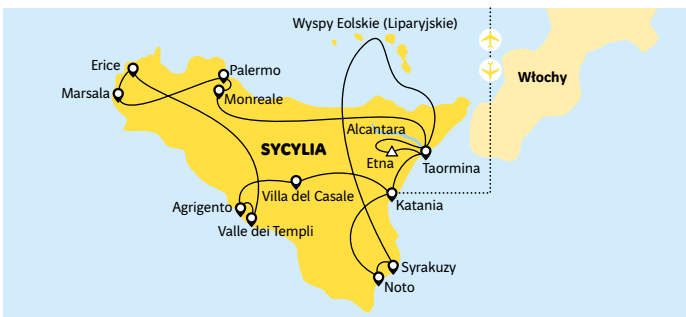 Wyspy Eolskie (Liparyjskie)
Erice
Palermo
Włochy
Marsala
Monreale
Alcantara
SYCYLIA
Etna
Taormina
Villa del Casale
Agrigento
Katania
Valle dei Templi
Syrakuzy
Noto